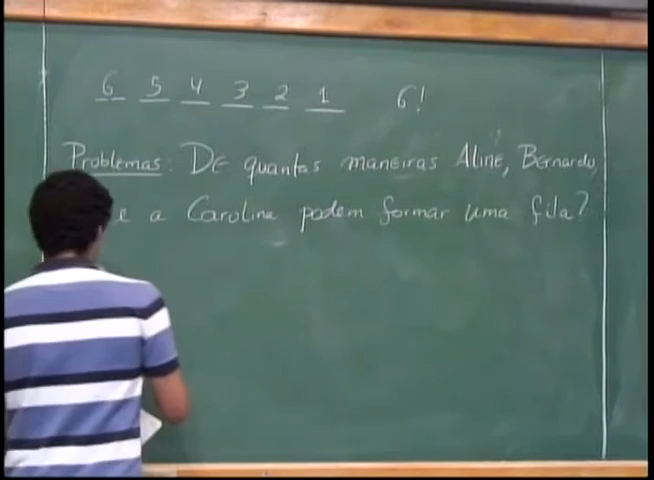 6 5 4 3 2 1 6!
Problemas: De quantas maneiras Aline, Bernardo,
e a Carolina podem formar uma fila?